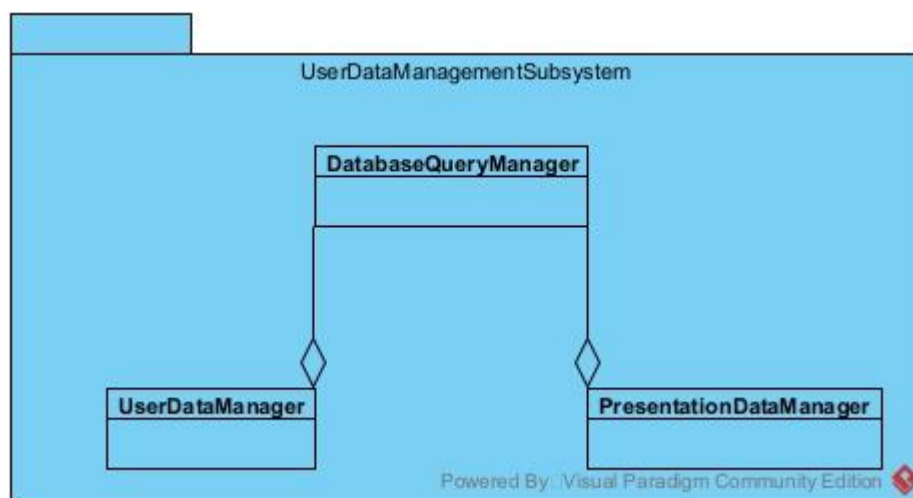 UserDataManagementSubsystem
DatabaseQueryManager
UserDataManager
PresentationDataManager
Powered By: Visual Paradigm Community Edition